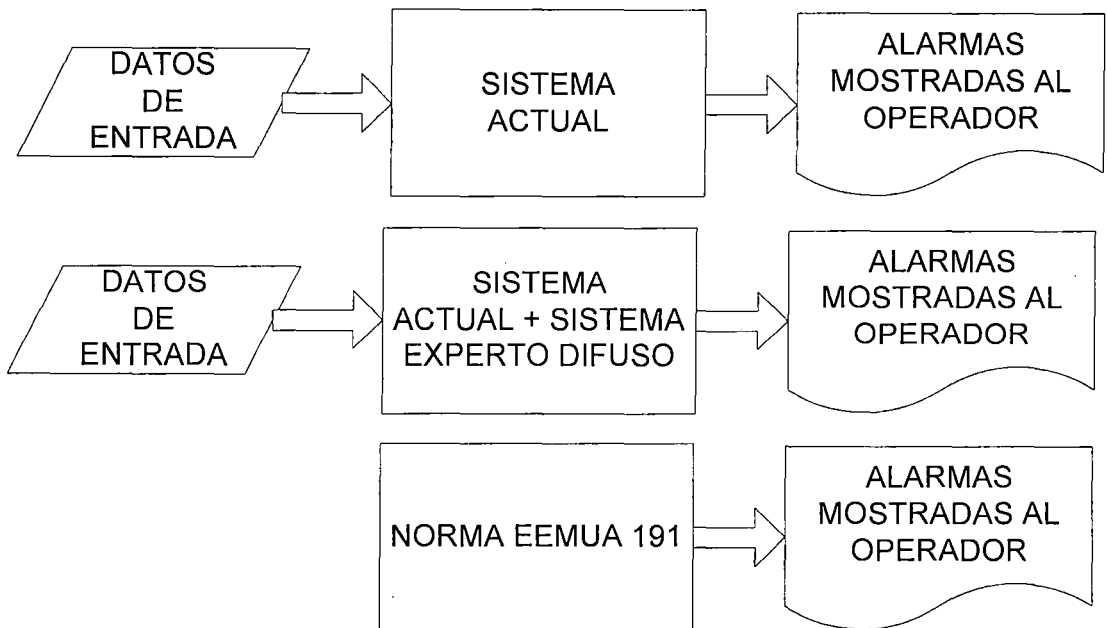 DATOS
DE
ENTRADA
SISTEMA
ACTUAL
ALARMAS
MOSTRADAS AL
OPERADOR
DATOS
DE
ENTRADA
SISTEMA
ACTUAL + SISTEMA
EXPERTO DIFUSO
ALARMAS
MOSTRADAS AL
OPERADOR
NORMA EEMUA 191
ALARMAS
MOSTRADAS AL
OPERADOR